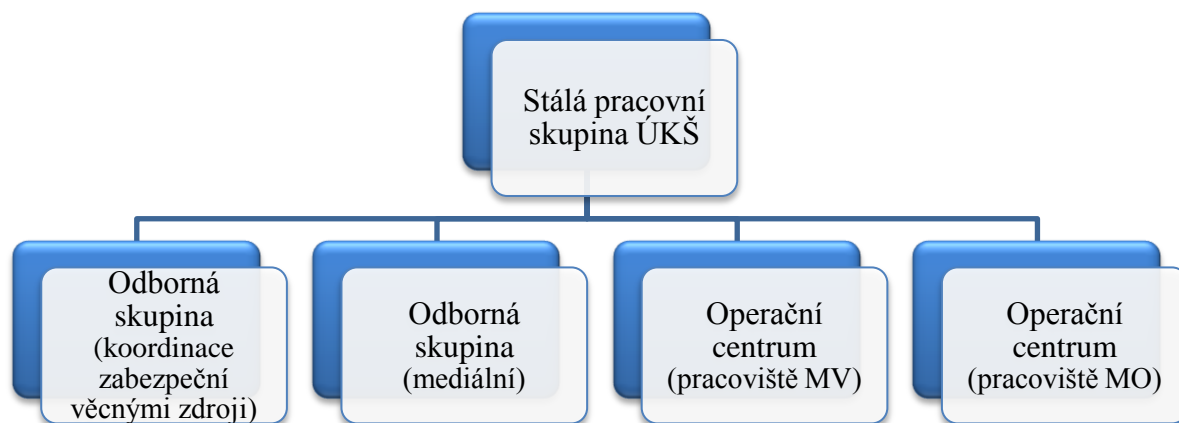 Stálá pracovní
skupina ÚKŠ
Odborná
skupina
(koordinace
zabezpeční
věcnými zdroji)
Odborná
skupina
(mediální)
Operační
centrum
(pracoviště MV)
Operační
centrum
(pracoviště MO)